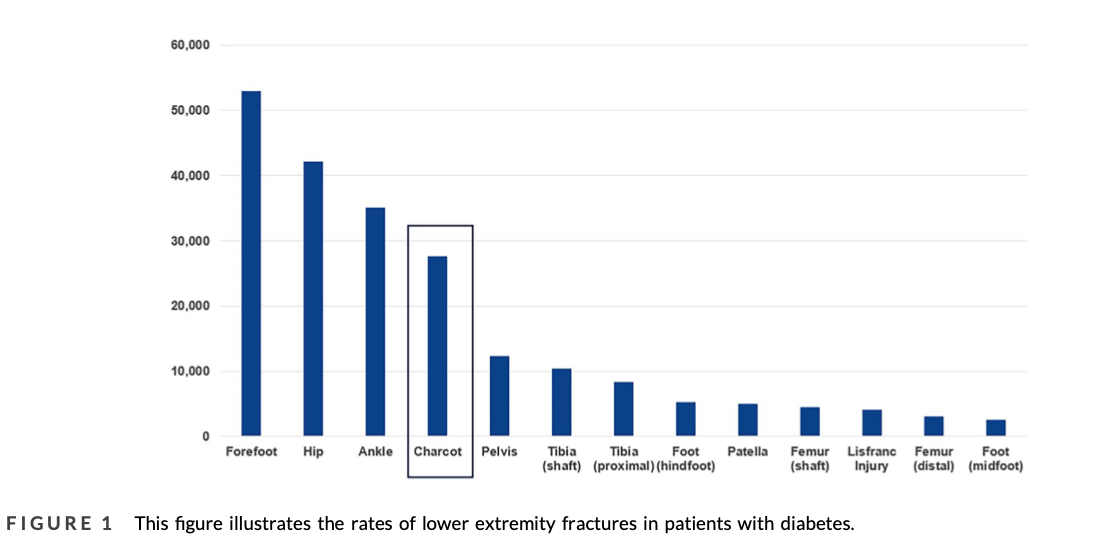 60,000
50,000
40,000
30,000
20,000
10,000
0
Forefoot Hip Ankle Charcot Pelvis Tibia Tibia Foot Patella Femur Lisfranc Femur Foot
(shaft) (proximal) (hindfoot) (shaft) Injury (distal) (midfoot)
FIGURE 1 This figure illustrates the rates of lower extremity fractures in patients with diabetes.